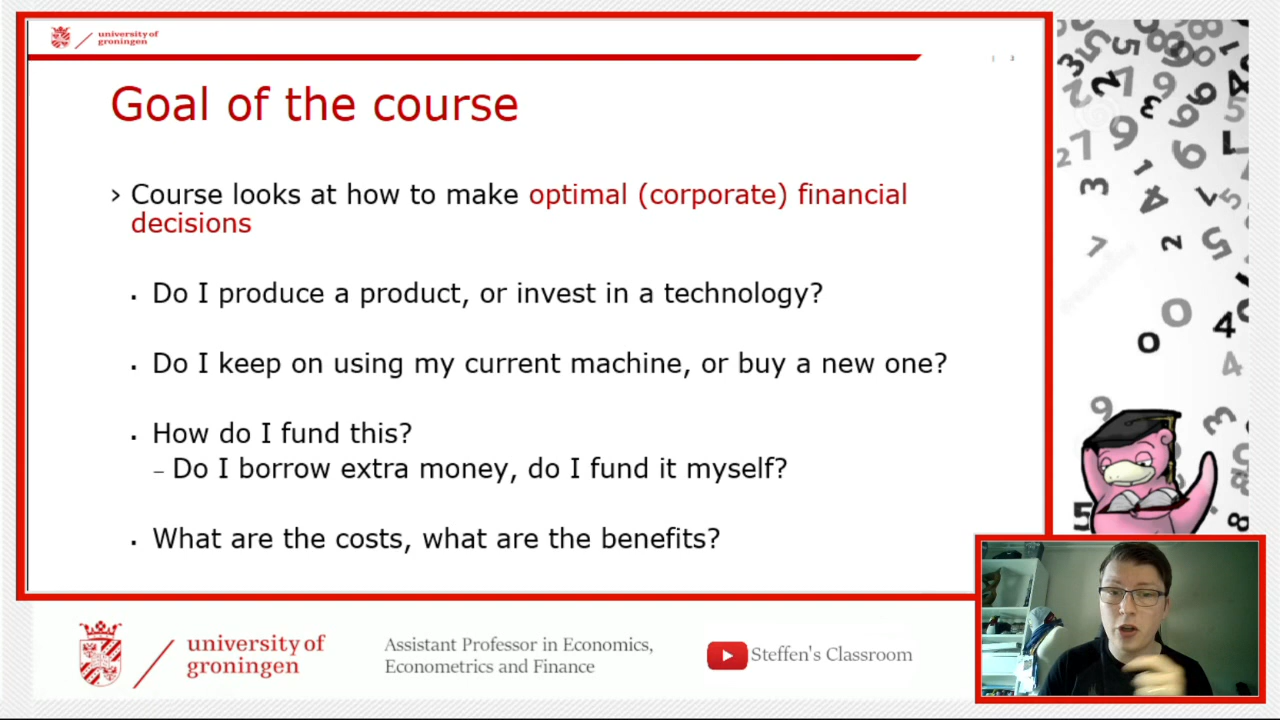 university of
groningen
| 3
Goal of the course
› Course looks at how to make optimal (corporate) financial
decisions
▪ Do I produce a product, or invest in a technology?
▪ Do I keep on using my current machine, or buy a new one?
▪ How do I fund this?
– Do I borrow extra money, do I fund it myself?
▪ What are the costs, what are the benefits?
university of
groningen
Assistant Professor in Economics,
Econometrics and Finance
Steffen's Classroom